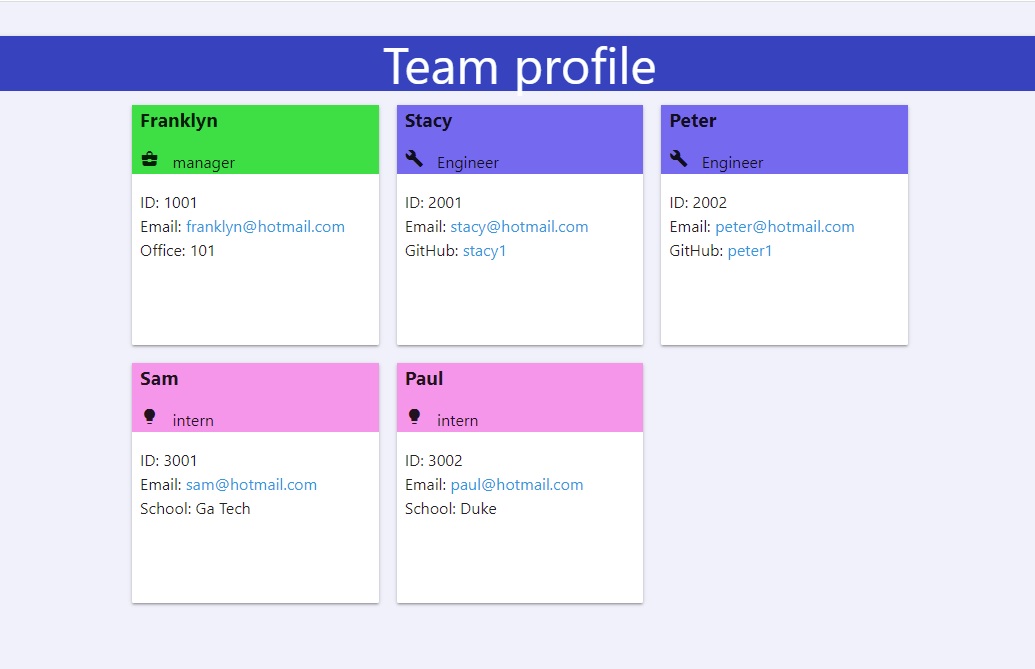 Team profile
Franklyn
manager
ID: 1001
Email: franklyn@hotmail.com
Office: 101
Stacy
Engineer
ID: 2001
Email: stacy@hotmail.com
GitHub: stacy1
Peter
Engineer
ID: 2002
Email: peter@hotmail.com
GitHub: peter1
Sam
intern
ID: 3001
Email: sam@hotmail.com
School: Ga Tech
Paul
intern
ID: 3002
Email: paul@hotmail.com
School: Duke